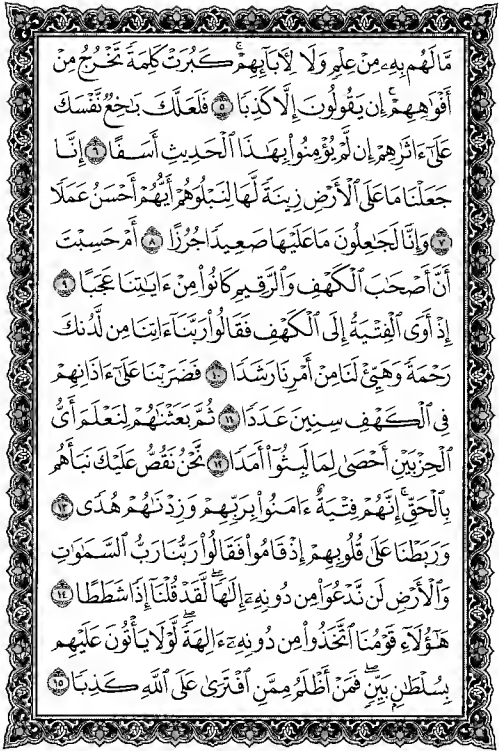 مَّا لَهُم بِهِۦ مِنْ عِلْمٍ وَلَا لِـَٔابَآئِهِمْ ۚ كَبُرَتْ كَلِمَةً تَخْرُجُ مِنْ
أَفْوَٰهِهِمْ ۚ إِن يَقُولُونَ إِلَّا كَذِبًا ۝٥ فَلَعَلَّكَ بَـٰخِعٌ نَّفْسَكَ
عَلَىٰٓ ءَاثَـٰرِهِمْ إِن لَّمْ يُؤْمِنُوا۟ بِهَـٰذَا ٱلْحَدِيثِ أَسَفًا ۝٦ إِنَّا
جَعَلْنَا مَا عَلَى ٱلْأَرْضِ زِينَةً لَّهَا لِنَبْلُوَهُمْ أَيُّهُمْ أَحْسَنُ عَمَلًا
۝٧ وَإِنَّا لَجَـٰعِلُونَ مَا عَلَيْهَا صَعِيدًا جُرُزًا ۝٨ أَمْ حَسِبْتَ
أَنَّ أَصْحَـٰبَ ٱلْكَهْفِ وَٱلرَّقِيمِ كَانُوا۟ مِنْ ءَايَـٰتِنَا عَجَبًا ۝٩
إِذْ أَوَى ٱلْفِتْيَةُ إِلَى ٱلْكَهْفِ فَقَالُوا۟ رَبَّنَآ ءَاتِنَا مِن لَّدُنكَ
رَحْمَةً وَهَيِّئْ لَنَا مِنْ أَمْرِنَا رَشَدًا ۝١٠ فَضَرَبْنَا عَلَىٰٓ ءَاذَانِهِمْ
فِى ٱلْكَهْفِ سِنِينَ عَدَدًا ۝١١ ثُمَّ بَعَثْنَـٰهُمْ لِنَعْلَمَ أَىُّ
ٱلْحِزْبَيْنِ أَحْصَىٰ لِمَا لَبِثُوٓا۟ أَمَدًا ۝١٢ نَّحْنُ نَقُصُّ عَلَيْكَ نَبَأَهُم
بِٱلْحَقِّ ۚ إِنَّهُمْ فِتْيَةٌ ءَامَنُوا۟ بِرَبِّهِمْ وَزِدْنَـٰهُمْ هُدًى ۝١٣
وَرَبَطْنَا عَلَىٰ قُلُوبِهِمْ إِذْ قَامُوا۟ فَقَالُوا۟ رَبُّنَا رَبُّ ٱلسَّمَـٰوَٰتِ
وَٱلْأَرْضِ لَن نَّدْعُوَا۟ مِن دُونِهِۦٓ إِلَـٰهًا ۖ لَّقَدْ قُلْنَآ إِذًا شَطَطًا ۝١٤
هَـٰٓؤُلَآءِ قَوْمُنَا ٱتَّخَذُوا۟ مِن دُونِهِۦٓ ءَالِهَةً ۖ لَّوْلَا يَأْتُونَ عَلَيْهِم
بِسُلْطَـٰنٍۭ بَيِّنٍ ۖ فَمَنْ أَظْلَمُ مِمَّنِ ٱفْتَرَىٰ عَلَى ٱللَّهِ كَذِبًا ۝١٥